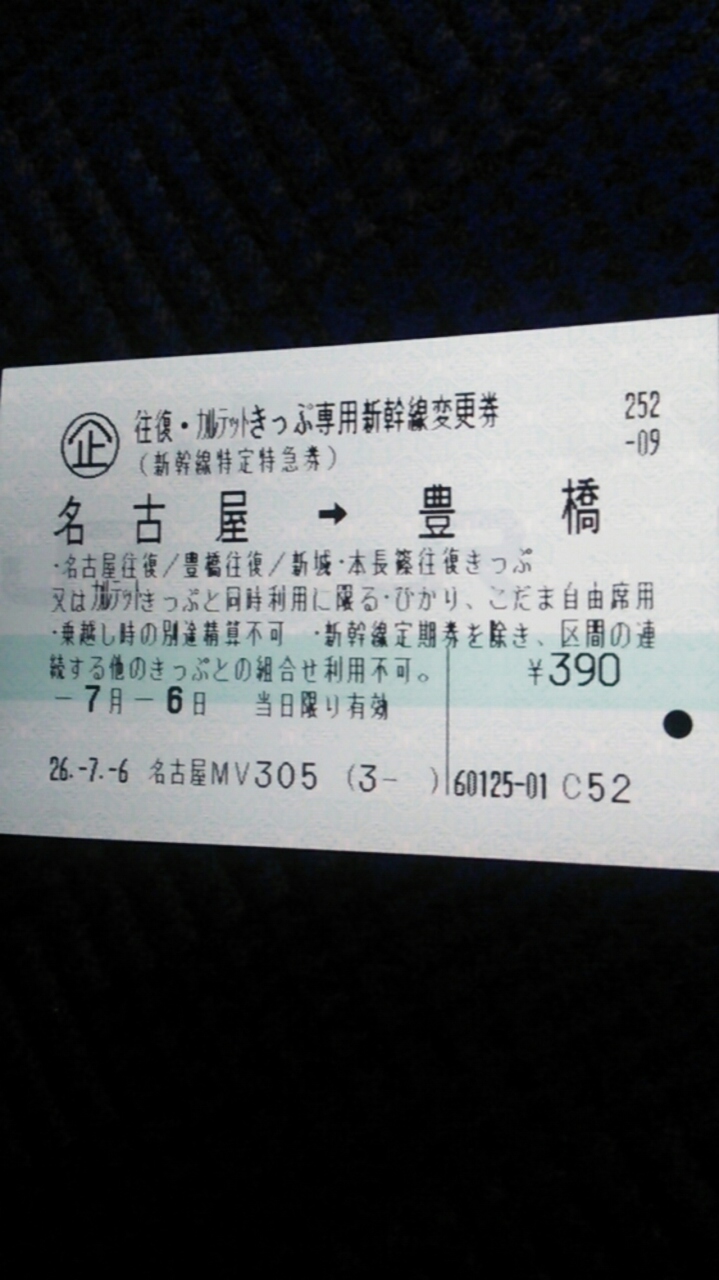 企 往復・カルテットきっぷ専用新幹線変更券 252
(新幹線特定特急券) -09
名古屋 → 豊橋
・名古屋往復/豊橋往復/新城・本長篠往復きっぷ
又はカルテットきっぷと同時利用に限る・ひかり、こだま自由席用
・乗越し時の別途精算不可 ・新幹線定期券を除き、区間の連
続する他のきっぷとの組合せ利用不可。 ¥390
-7月-6日 当日限り有効
26.-7.-6 名古屋MV305 (3- ) 60125-01 C52